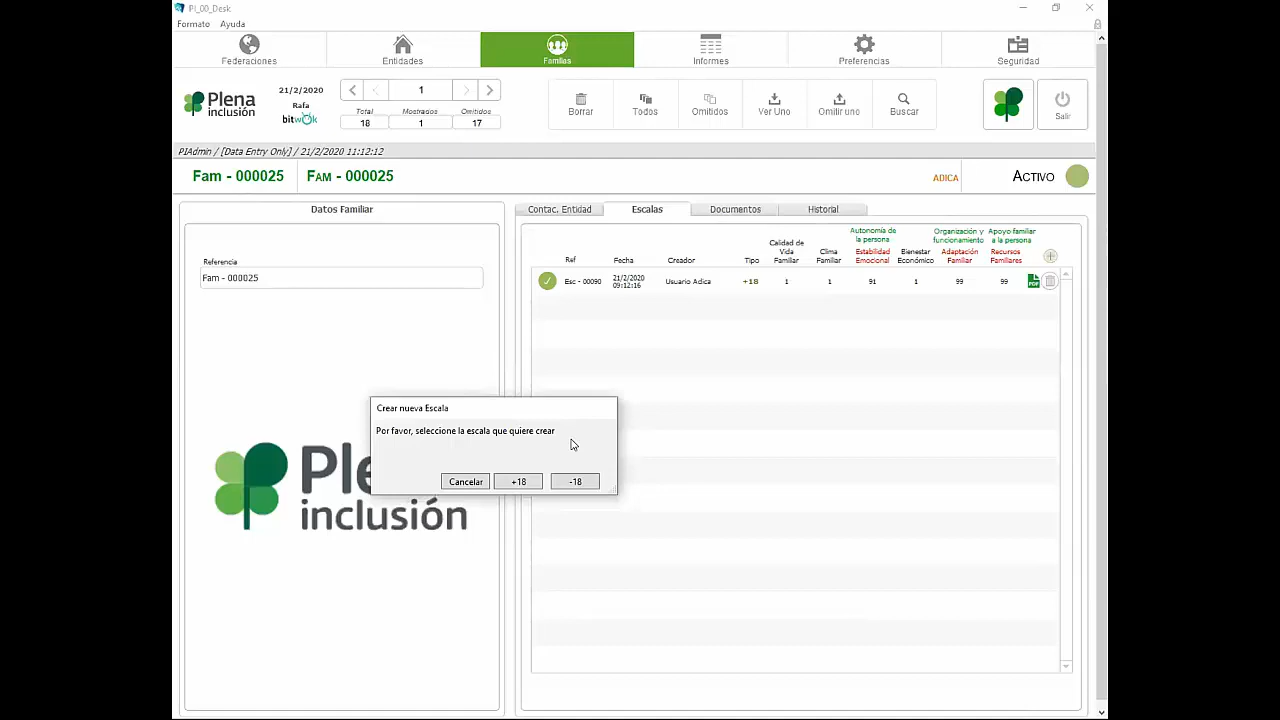 PI_00_Desk
Formato Ayuda
Federaciones Entidades Familias Informes Preferencias Seguridad
Plena inclusión
21/2/2020
Rafa
bitwok
1
Total Mostrados Omitidos
18 1 17
Borrar Todos Omitidos Ver Uno Omitir uno Buscar Salir
PIAdmin / [Data Entry Only] / 21/2/2020 11:12:12
Fam - 000025 Fam - 000025 ADICA Activo
Datos Familiar
Referencia
Fam - 000025
Contac. Entidad Escalas Documentos Historial
Autonomía de la persona Organización y funcionamiento Apoyo familiar a la persona
Ref Fecha Creador Tipo Calidad de Vida Familiar Clima Familiar Estabilidad Emocional Bienestar Económico Adaptación Familiar Recursos Familiares
Esc - 00090 21/2/2020 09:12:16 Usuario Adica +18 1 1 91 1 99 99 PDF
Crear nueva Escala
Por favor, seleccione la escala que quiere crear
Cancelar +18 -18
Ple
inclusión